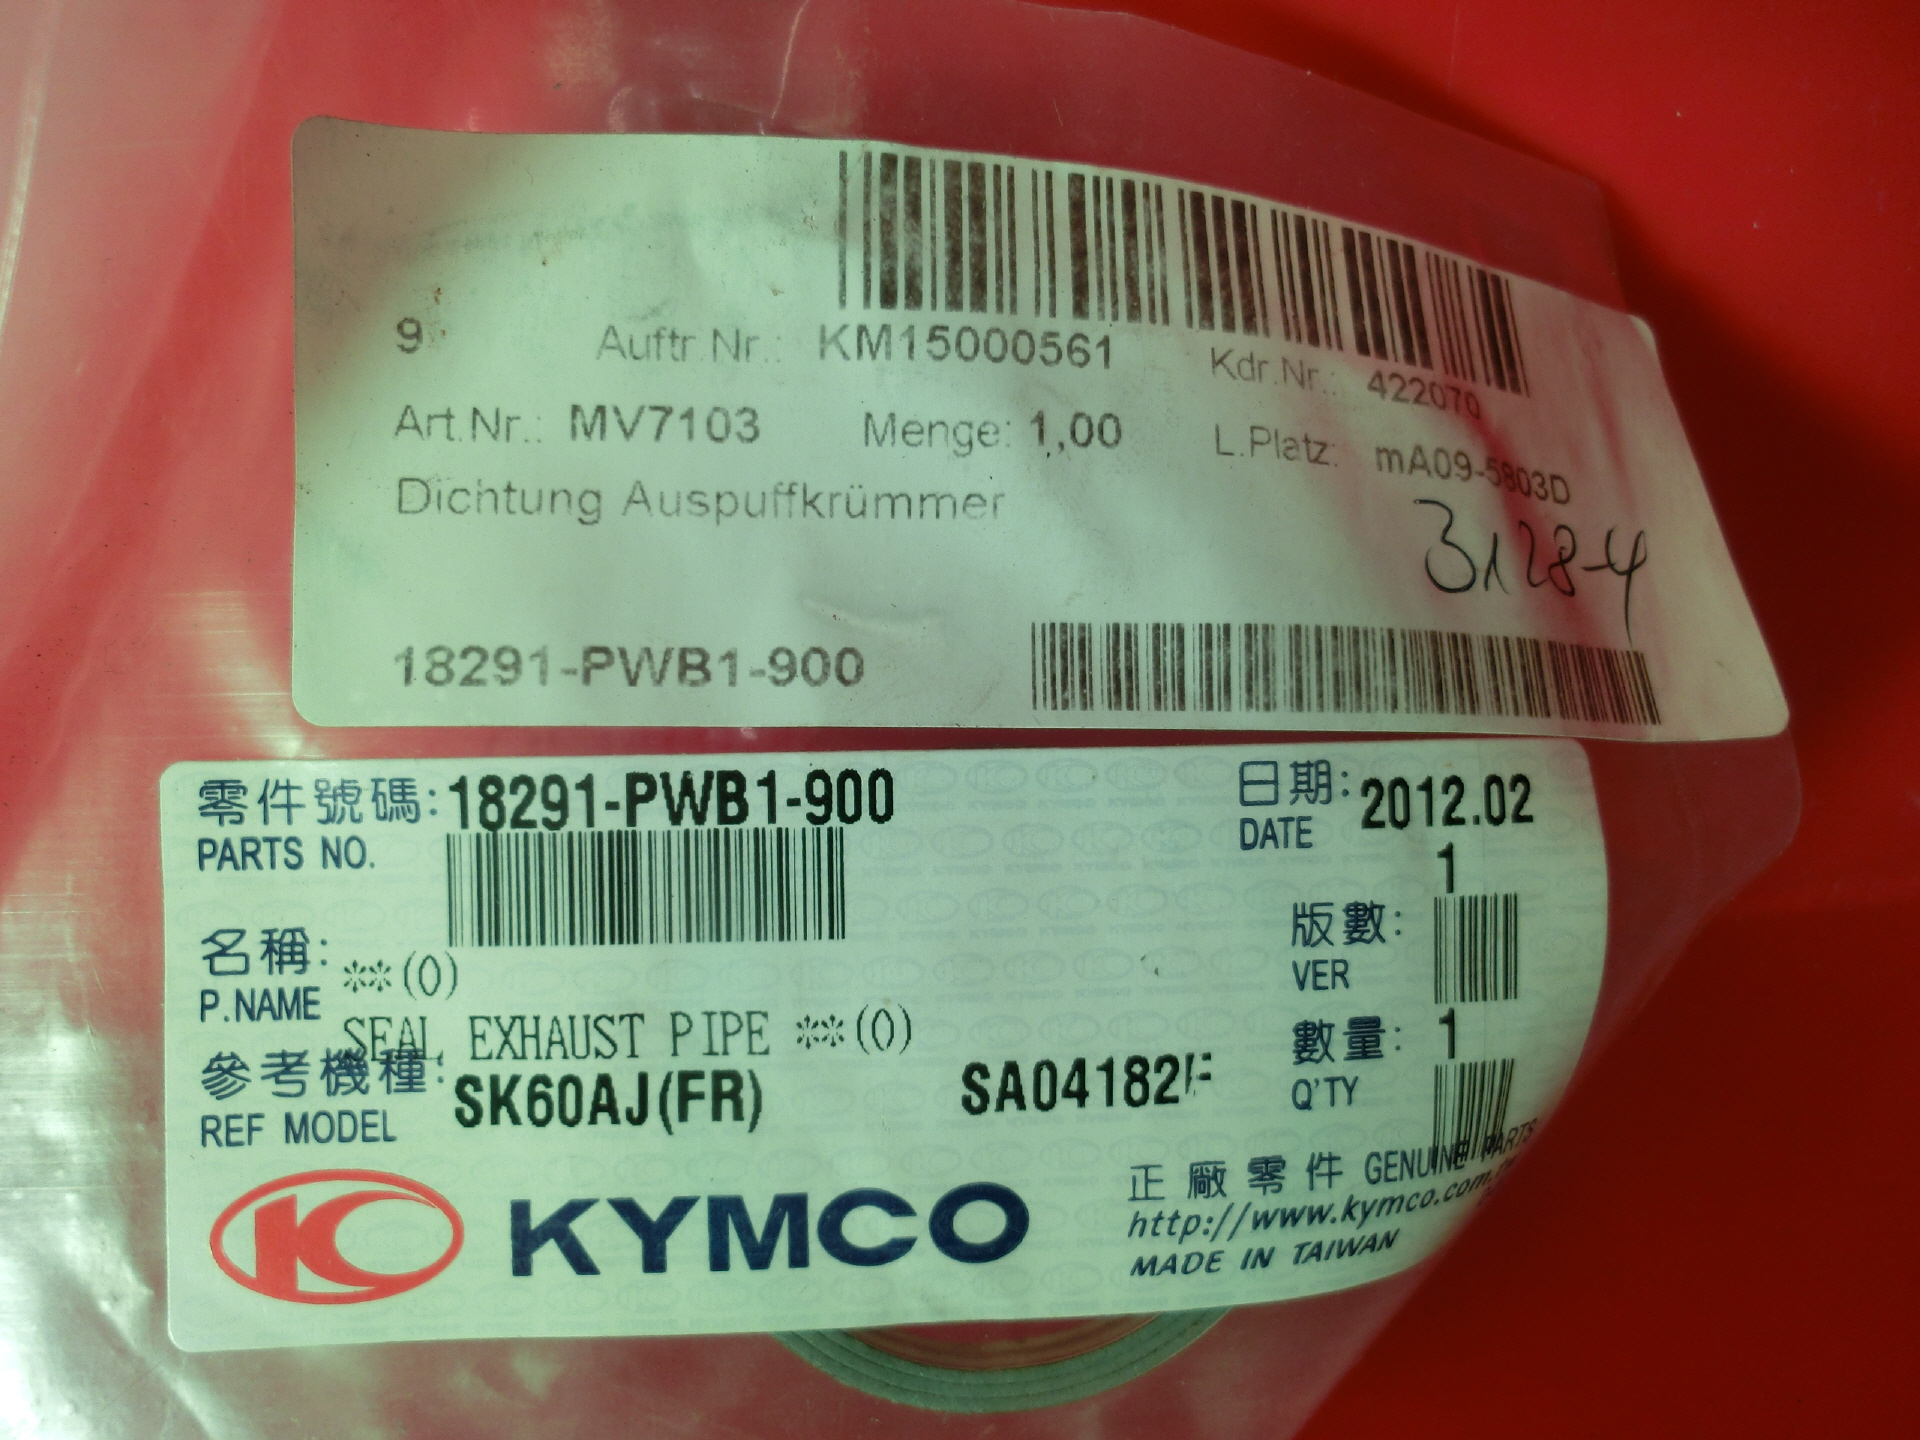 9 Auftr.Nr.: KM15000561 Kdr.Nr.: 422070
Art.Nr.: MV7103 Menge: 1,00 L.Platz: mA09-5803D
Dichtung Auspuffkrümmer
3128-4
18291-PWB1-900
零件號碼: 18291-PWB1-900 日期: 2012.02
PARTS NO. DATE
1
版數:
名稱: **(0) VER
P.NAME
SEAL EXHAUST PIPE **(0) 數量: 1
參考機種: SK60AJ(FR) SA04182F Q'TY
REF MODEL
正廠零件 GENUINE PARTS
KYMCO http://www.kymco.com.
MADE IN TAIWAN